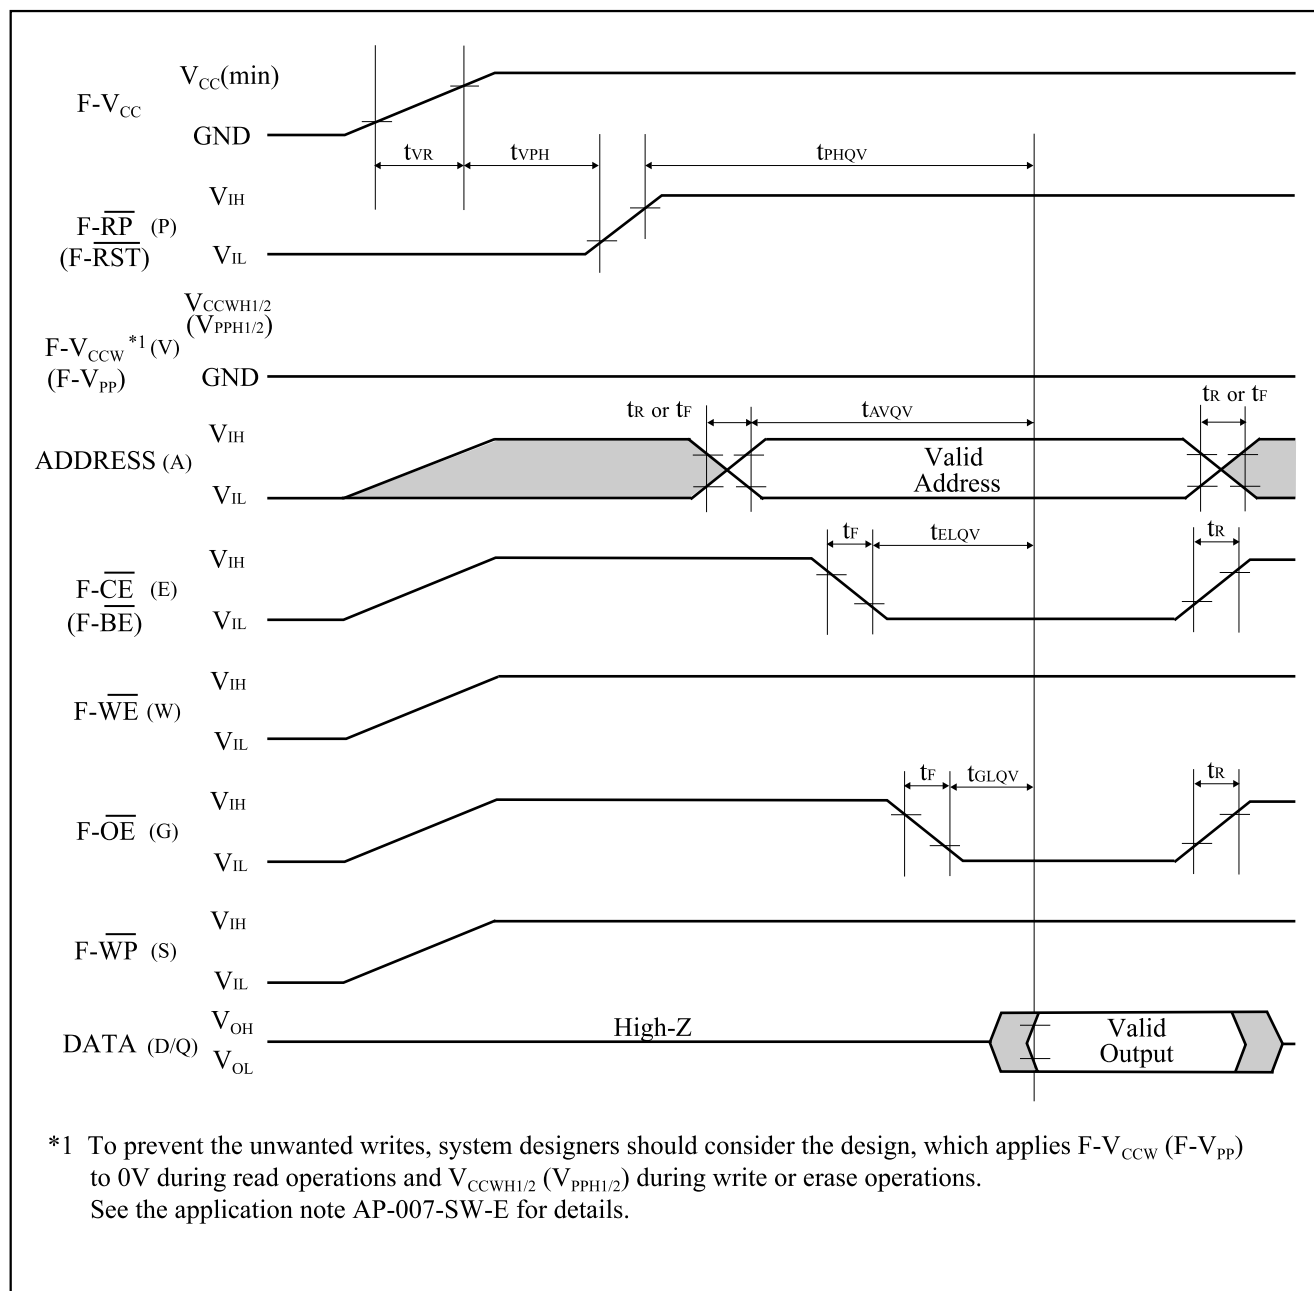 VCC(min)
F-VCC
GND
tVR
tVPH
tPHQV
VIH
F-RP (P)
(F-RST)
VIL
VCCWH1/2
(VPPH1/2)
F-VCCW *1 (V)
(F-VPP)
GND
tR or tF
tAVQV
tR or tF
VIH
ADDRESS (A)
Valid
Address
VIL
tF
tELQV
tR
VIH
F-CE (E)
(F-BE)
VIL
VIH
F-WE (W)
VIL
tF
tGLQV
tR
VIH
F-OE (G)
VIL
VIH
F-WP (S)
VIL
VOH
High-Z
DATA (D/Q)
Valid
Output
VOL
*1 To prevent the unwanted writes, system designers should consider the design, which applies F-VCCW (F-VPP)
to 0V during read operations and VCCWH1/2 (VPPH1/2) during write or erase operations.
See the application note AP-007-SW-E for details.